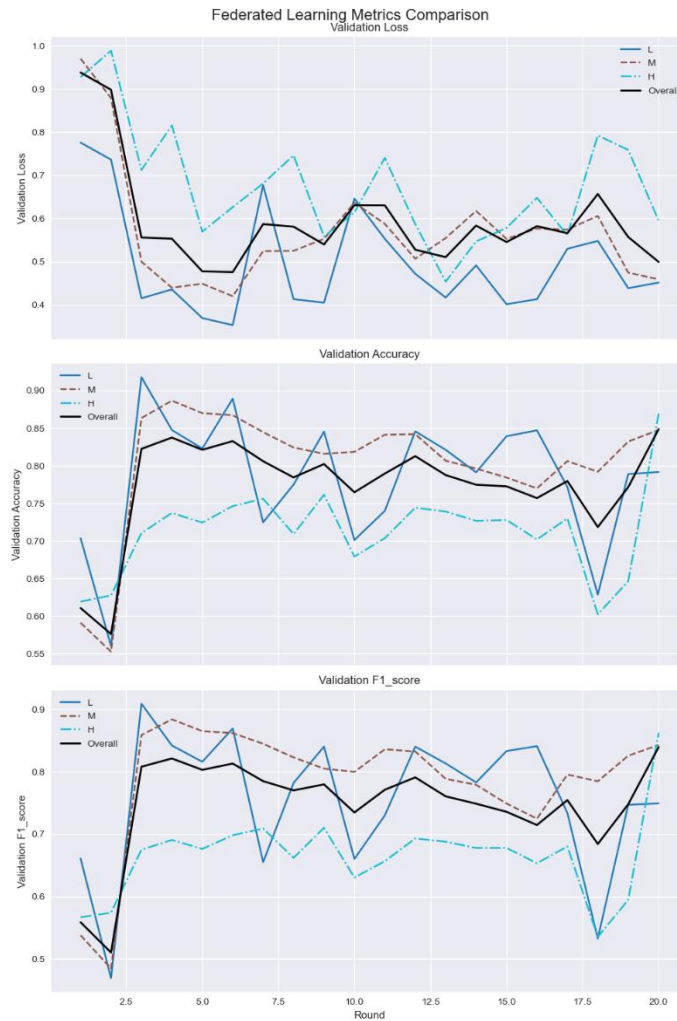 Federated Learning Metrics Comparison
Validation Loss
1.0
0.9
0.8
0.7
0.6
0.5
0.4
Validation Loss
L
M
H
Overall
Validation Accuracy
0.90
0.85
0.80
0.75
0.70
0.65
0.60
0.55
Validation Accuracy
L
M
H
Overall
Validation F1_score
0.9
0.8
0.7
0.6
0.5
Validation F1_score
L
M
H
Overall
2.5 5.0 7.5 10.0 12.5 15.0 17.5 20.0
Round